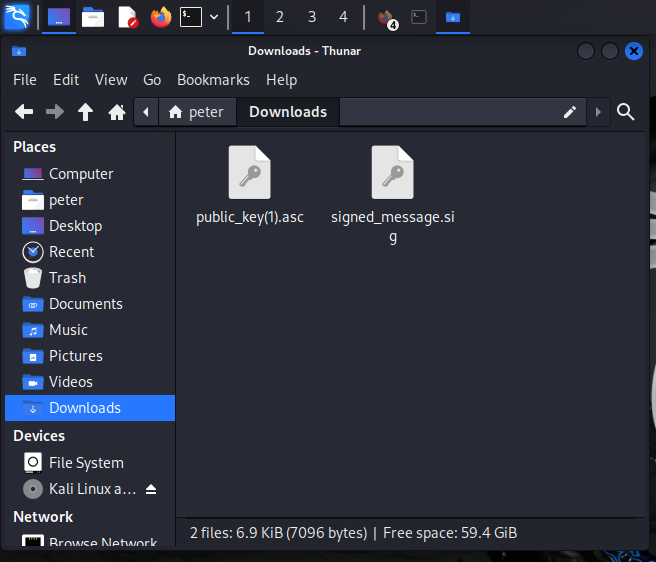 1 2 3 4 4
Downloads - Thunar
File Edit View Go Bookmarks Help
peter Downloads
Places
Computer
peter
Desktop
Recent
Trash
Documents
Music
Pictures
Videos
Downloads
Devices
File System
Kali Linux a...
Network
Browse Network
public_key(1).asc
signed_message.si
g
2 files: 6.9 KiB (7096 bytes) | Free space: 59.4 GiB